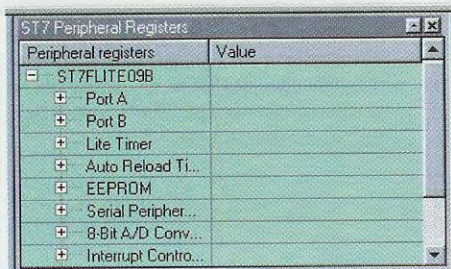 ST7 Peripheral Registers
Peripheral registers Value
ST7FLITE09B
Port A
Port B
Lite Timer
Auto Reload Ti...
EEPROM
Serial Peripher...
8-Bit A/D Conv...
Interrupt Contro...